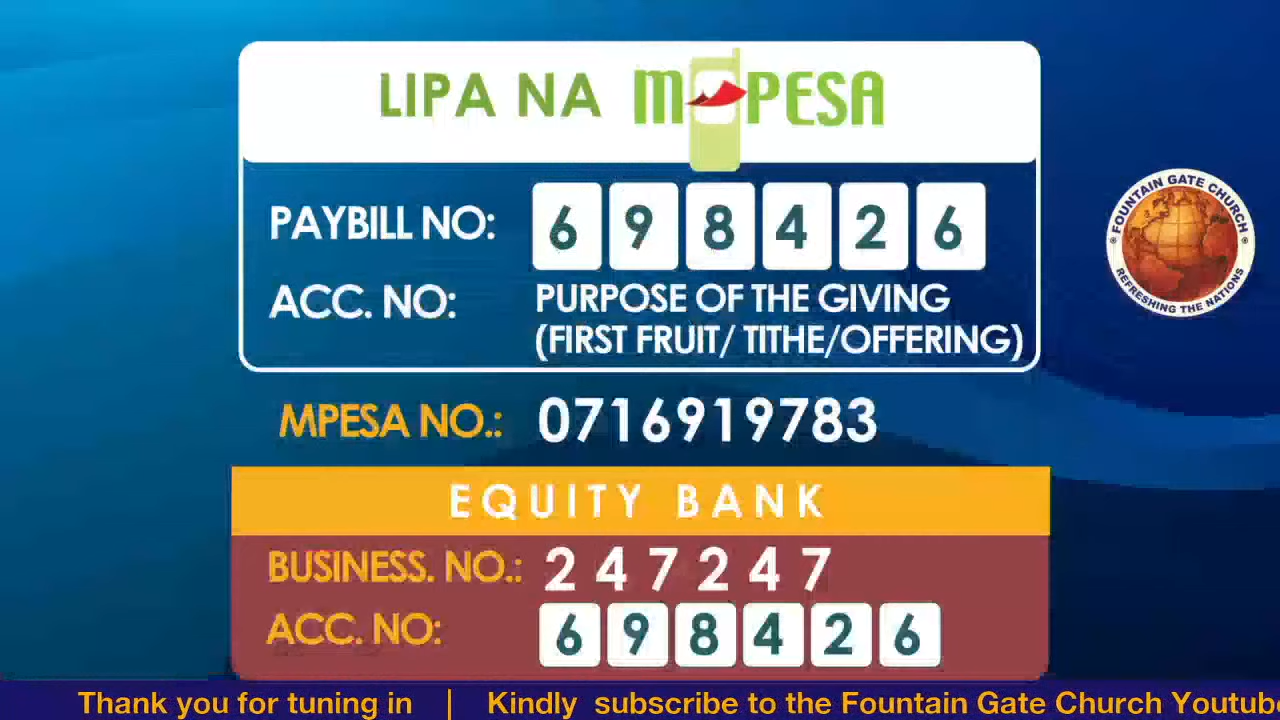 LIPA NA M-PESA
PAYBILL NO: 6 9 8 4 2 6
ACC. NO: PURPOSE OF THE GIVING
(FIRST FRUIT/ TITHE/OFFERING)
FOUNTAIN GATE CHURCH
REFRESHING THE NATIONS
MPESA NO.: 0716919783
EQUITY BANK
BUSINESS. NO.: 2 4 7 2 4 7
ACC. NO: 6 9 8 4 2 6
Thank you for tuning in | Kindly subscribe to the Fountain Gate Church Youtub